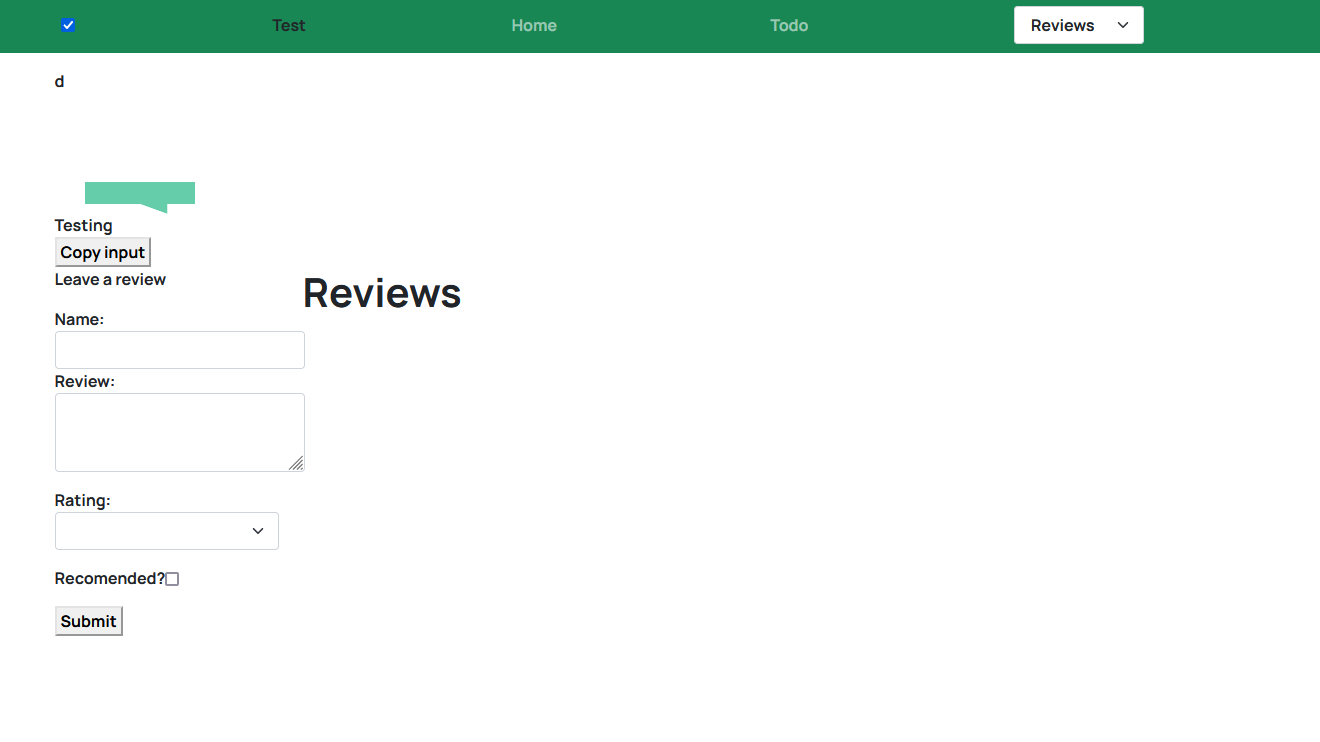 Test Home Todo Reviews
d
Testing
Copy input
Leave a review
Reviews
Name:
Review:
Rating:
Recomended?
Submit